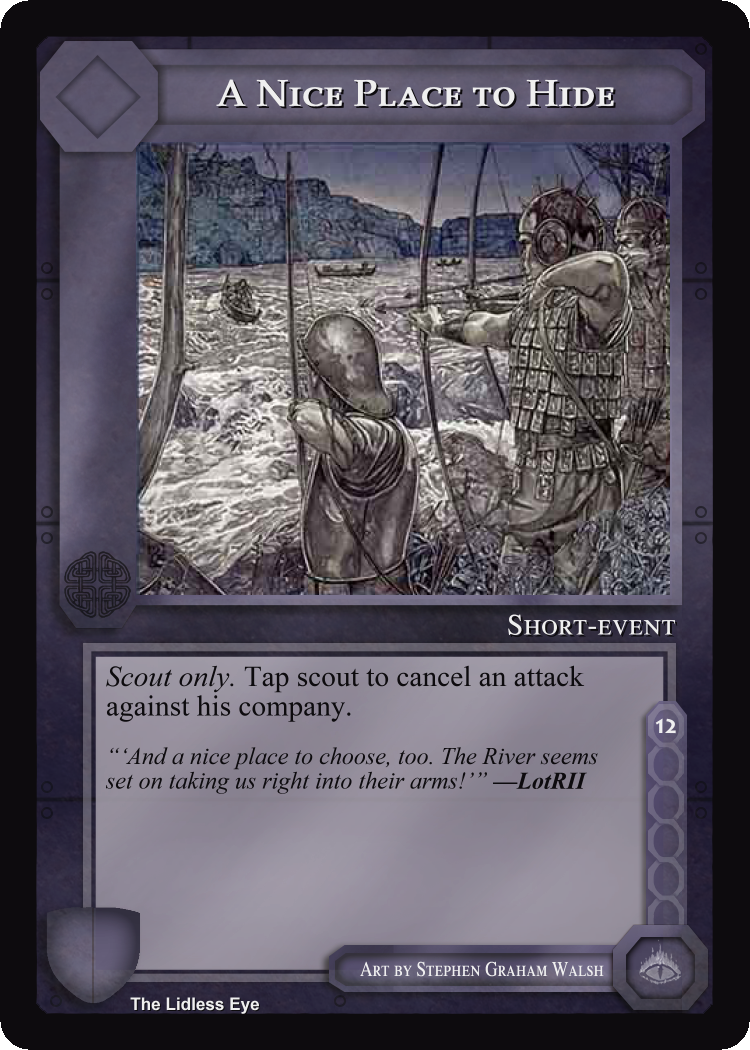 A Nice Place to Hide
Short-event
Scout only. Tap scout to cancel an attack
against his company.
12
“‘And a nice place to choose, too. The River seems
set on taking us right into their arms!’” —LotRII
Art by Stephen Graham Walsh
The Lidless Eye